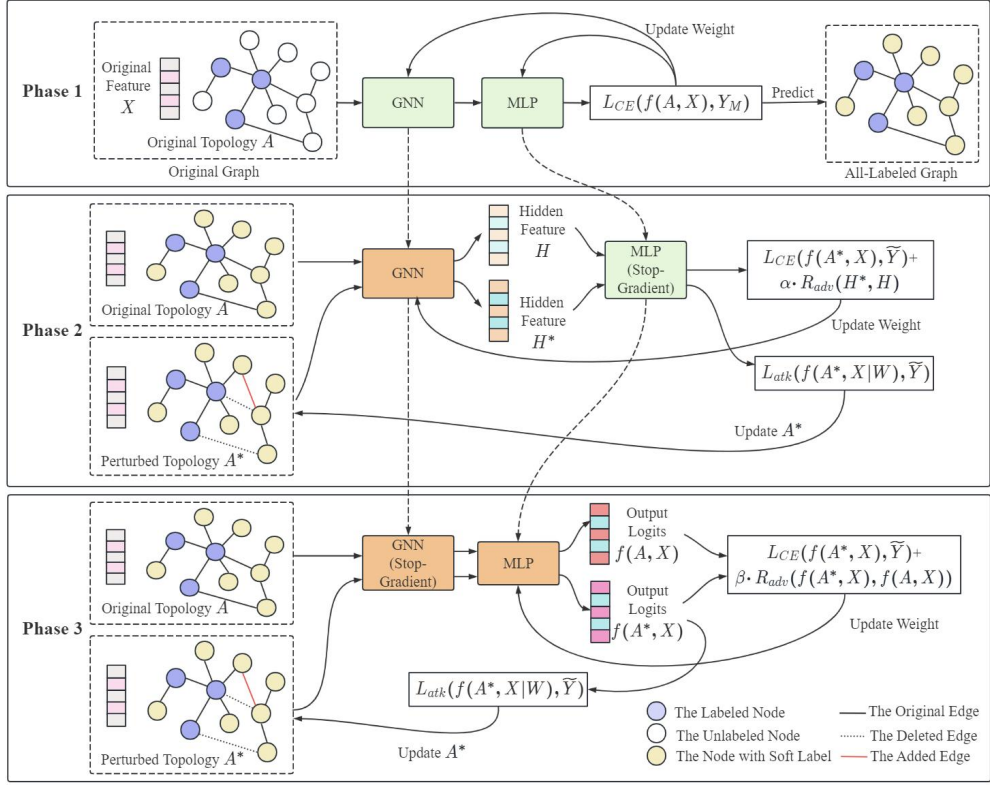 Phase 1
Original
Feature
X
Original Topology A
Original Graph
GNN
MLP
Update Weight
L_CE(f(A, X), Y_M)
Predict
All-Labeled Graph
Phase 2
Original Topology A
Perturbed Topology A*
GNN
Hidden
Feature
H
Hidden
Feature
H*
MLP
(Stop-
Gradient)
L_CE(f(A*, X), Ỹ)+
α· R_adv(H*, H)
Update Weight
L_atk(f(A*, X|W), Ỹ)
Update A*
Phase 3
Original Topology A
Perturbed Topology A*
GNN
(Stop-
Gradient)
MLP
Output
Logits
f(A, X)
Output
Logits
f(A*, X)
L_CE(f(A*, X), Ỹ)+
β· R_adv(f(A*, X), f(A, X))
Update Weight
L_atk(f(A*, X|W), Ỹ)
Update A*
The Labeled Node
The Unlabeled Node
The Node with Soft Label
The Original Edge
The Deleted Edge
The Added Edge